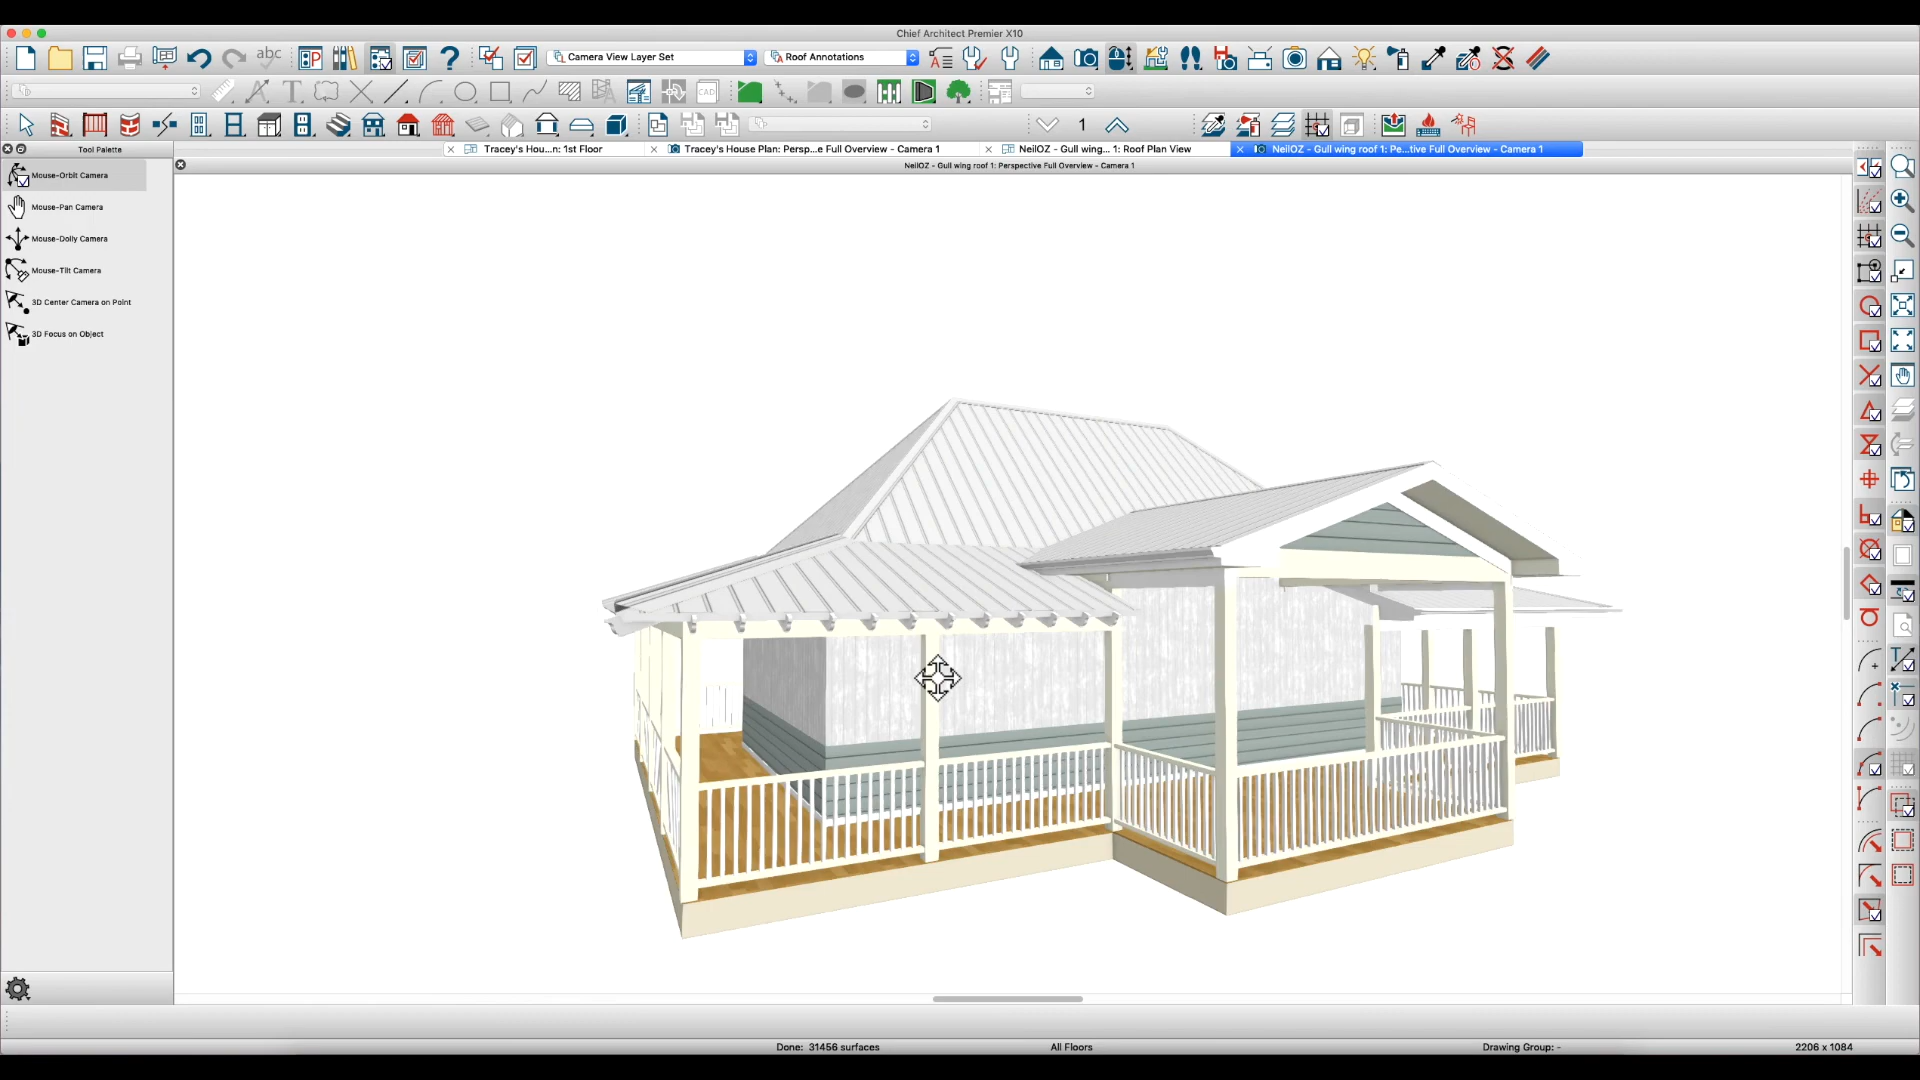 Chief Architect Premier X10
abc
Camera View Layer Set
Roof Annotations
CAD
1
Tool Palette
Tracey's Hou...n: 1st Floor
Tracey's House Plan: Persp...e Full Overview - Camera 1
NeilOZ - Gull wing... 1: Roof Plan View
NeilOZ - Gull wing roof 1: Pe...tive Full Overview - Camera 1
NeilOZ - Gull wing roof 1: Perspective Full Overview - Camera 1
Mouse-Orbit Camera
Mouse-Pan Camera
Mouse-Dolly Camera
Mouse-Tilt Camera
3D Center Camera on Point
3D Focus on Object
Done: 31456 surfaces
All Floors
Drawing Group: -
2206 x 1084